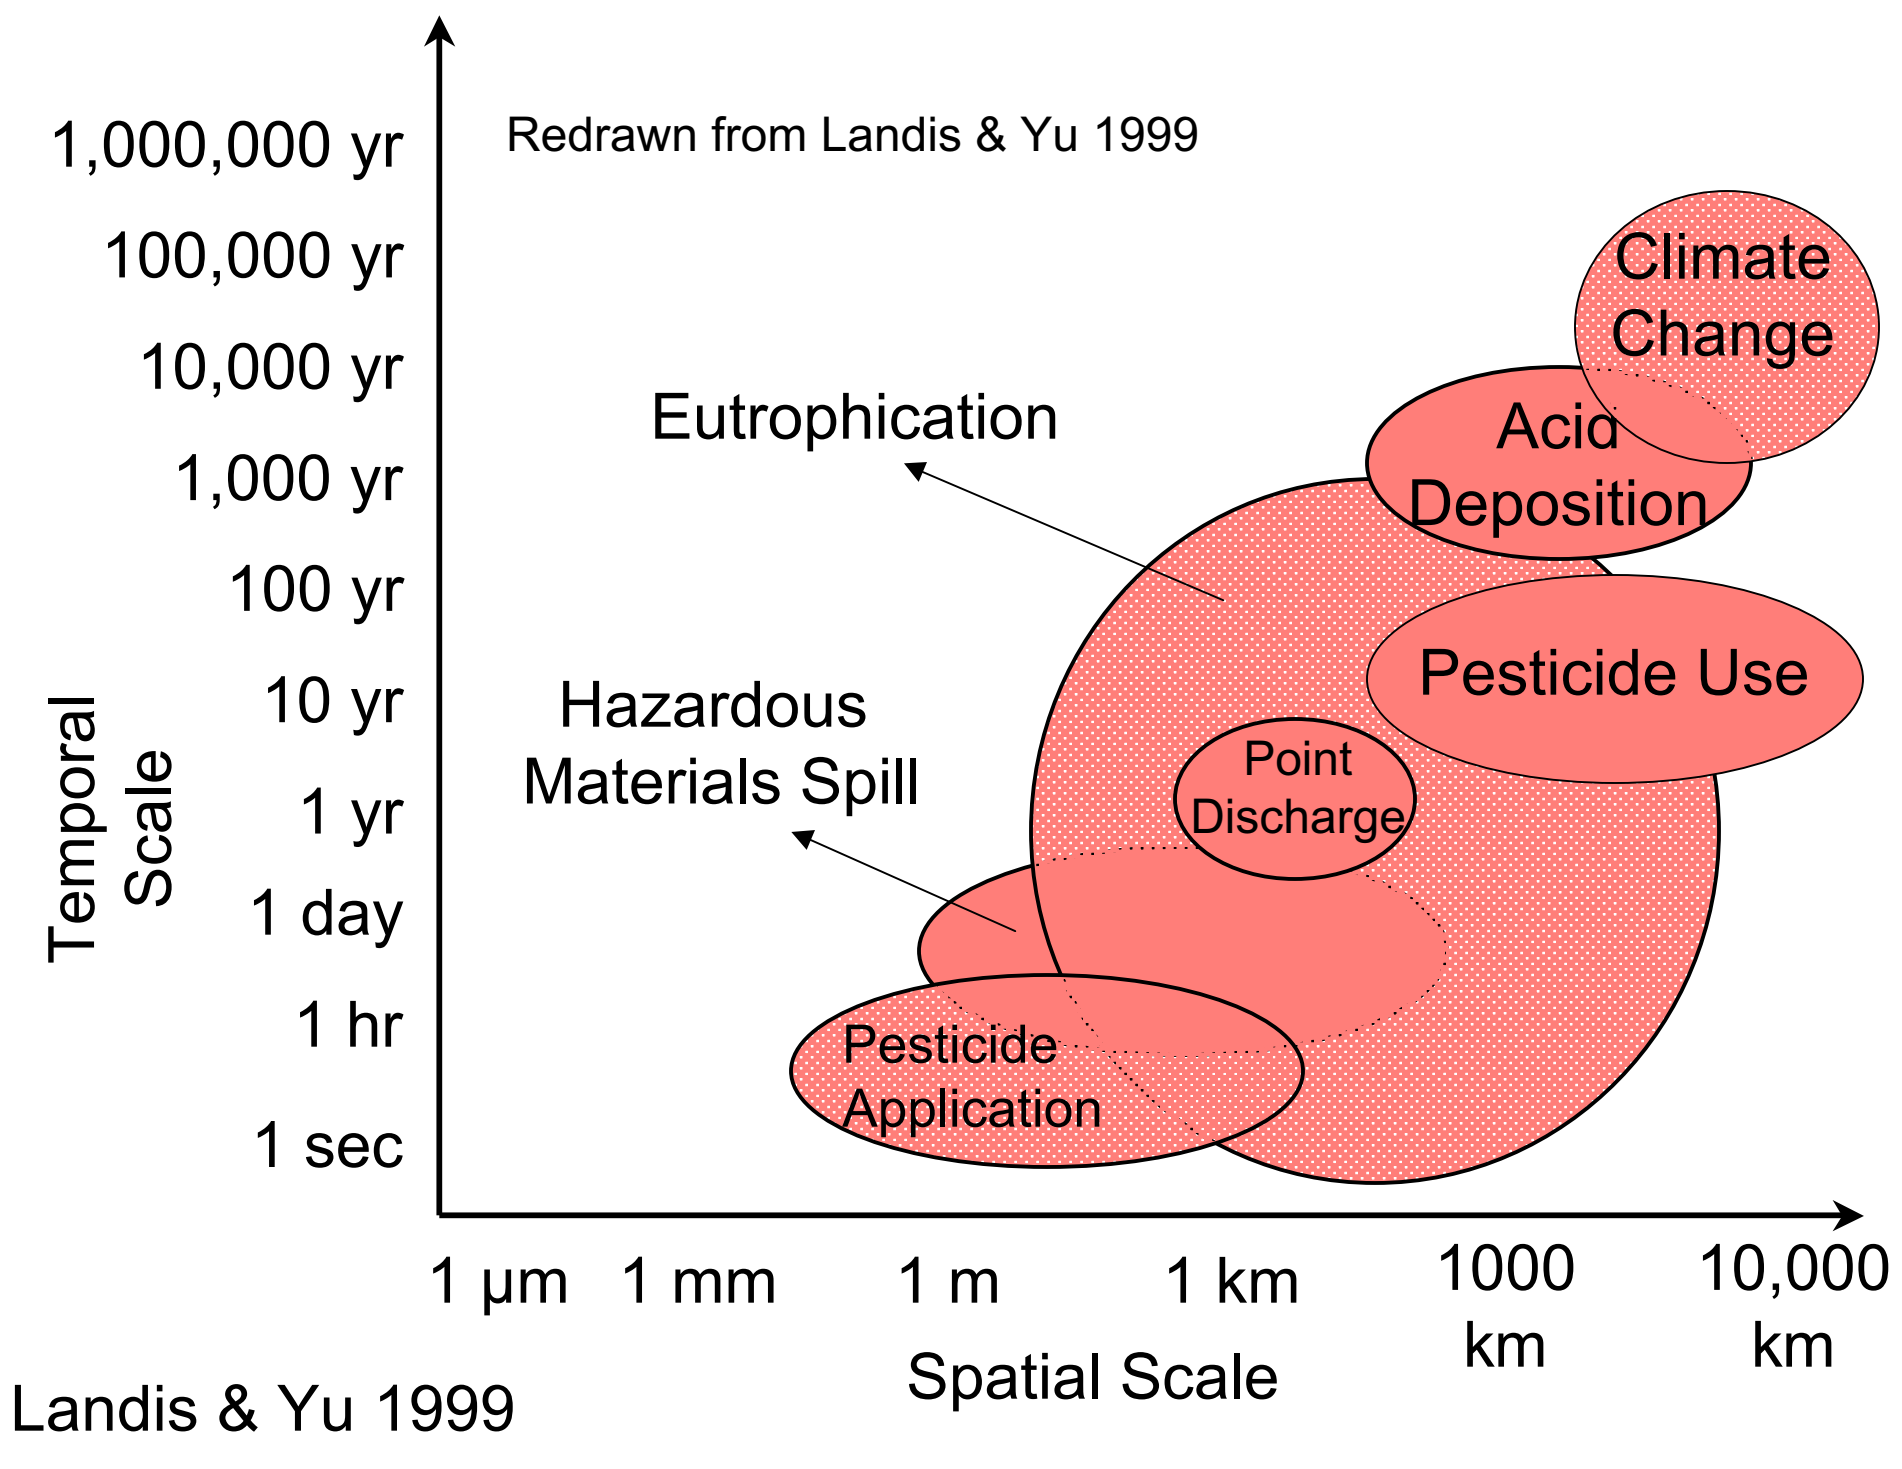 1,000,000 yr
Redrawn from Landis & Yu 1999
100,000 yr
10,000 yr
1,000 yr
100 yr
10 yr
1 yr
1 day
1 hr
1 sec
Temporal
Scale
Climate
Change
Acid
Deposition
Eutrophication
Pesticide Use
Hazardous
Materials Spill
Point
Discharge
Pesticide
Application
1 µm
1 mm
1 m
1 km
1000
km
10,000
km
Spatial Scale
Landis & Yu 1999